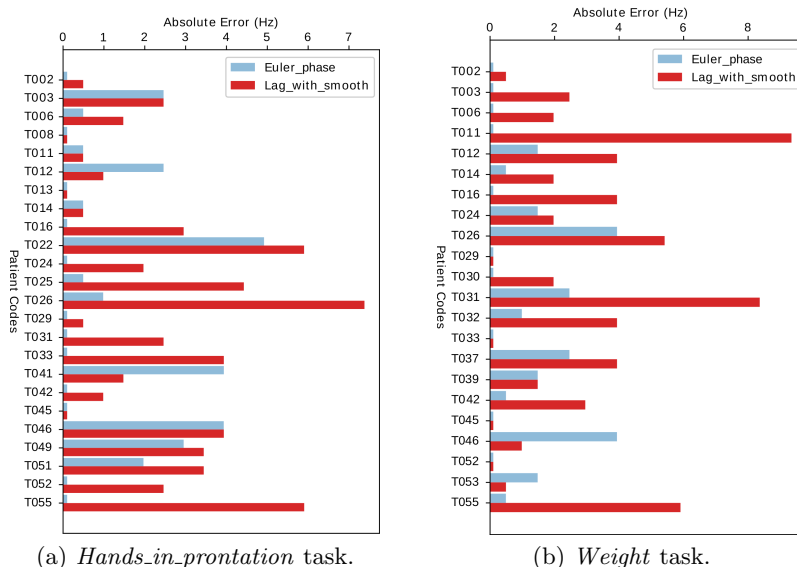 Absolute Error (Hz)
0 1 2 3 4 5 6 7
Euler_phase
Lag_with_smooth
Patient Codes
T002
T003
T006
T008
T011
T012
T013
T014
T016
T022
T024
T025
T026
T029
T031
T033
T041
T042
T045
T046
T049
T051
T052
T055
(a) Hands_in_prontation task.
Absolute Error (Hz)
0 2 4 6 8
Euler_phase
Lag_with_smooth
Patient Codes
T002
T003
T006
T011
T012
T014
T016
T024
T026
T029
T030
T031
T032
T033
T037
T039
T042
T045
T046
T052
T053
T055
(b) Weight task.